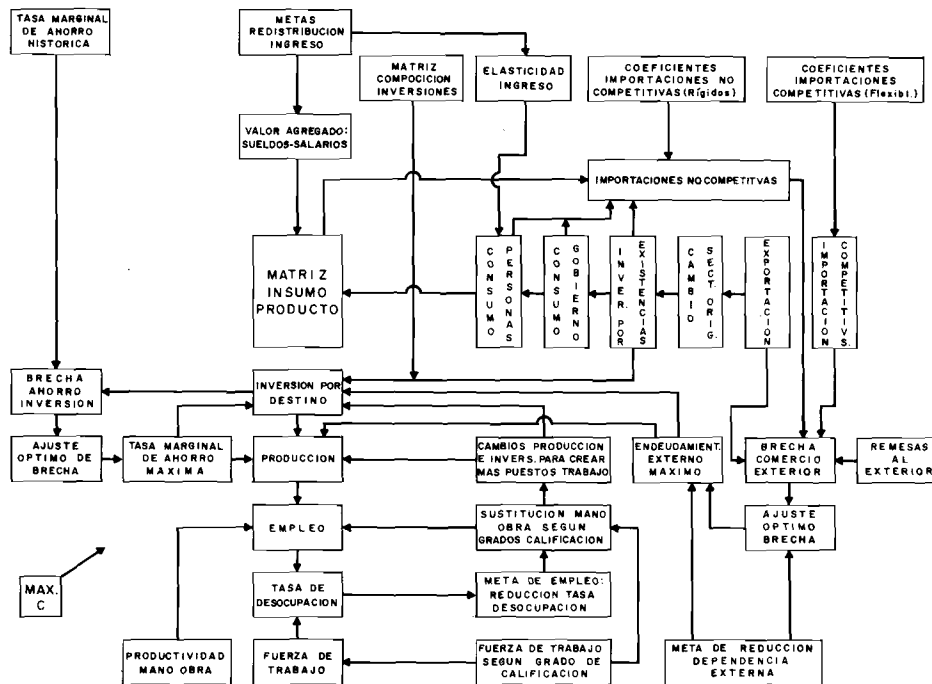 TASA MARGINAL
DE AHORRO
HISTORICA
METAS
REDISTRIBUCION
INGRESO
MATRIZ
COMPOCICION
INVERSIONES
ELASTICIDAD
INGRESO
COEFICIENTES
IMPORTACIONES NO
COMPETITIVAS (Rígidos)
COEFICIENTES
IMPORTACIONES
COMPETITIVAS (Flexibl.)
VALOR AGREGADO:
SUELDOS-SALARIOS
IMPORTACIONES NO COMPETITVAS
MATRIZ
INSUMO
PRODUCTO
CONSUMO
PERSONAS
CONSUMO
GOBIERNO
INVER. POR
EXISTENCIAS
CAMBIO
SECT. ORIG.
EXPORTACION
IMPORTACION
COMPETITIVS.
BRECHA
AHORRO
INVERSION
INVERSION POR
DESTINO
AJUSTE
OPTIMO DE
BRECHA
TASA MARGINAL
DE AHORRO
MAXIMA
PRODUCCION
CAMBIOS PRODUCCION
E INVERS. PARA CREAR
MAS PUESTOS TRABAJO
ENDEUDAMIENT.
EXTERNO
MAXIMO
BRECHA
COMERCIO
EXTERIOR
REMESAS
AL
EXTERIOR
EMPLEO
SUSTITUCION MANO
OBRA SEGUN
GRADOS CALIFICACION
AJUSTE
OPTIMO
BRECHA
MAX.
C
TASA DE
DESOCUPACION
META DE EMPLEO:
REDUCCION TASA
DESOCUPACION
PRODUCTIVIDAD
MANO OBRA
FUERZA DE
TRABAJO
FUERZA DE TRABAJO
SEGUN GRADO DE
CALIFICACION
META DE REDUCCION
DEPENDENCIA
EXTERNA